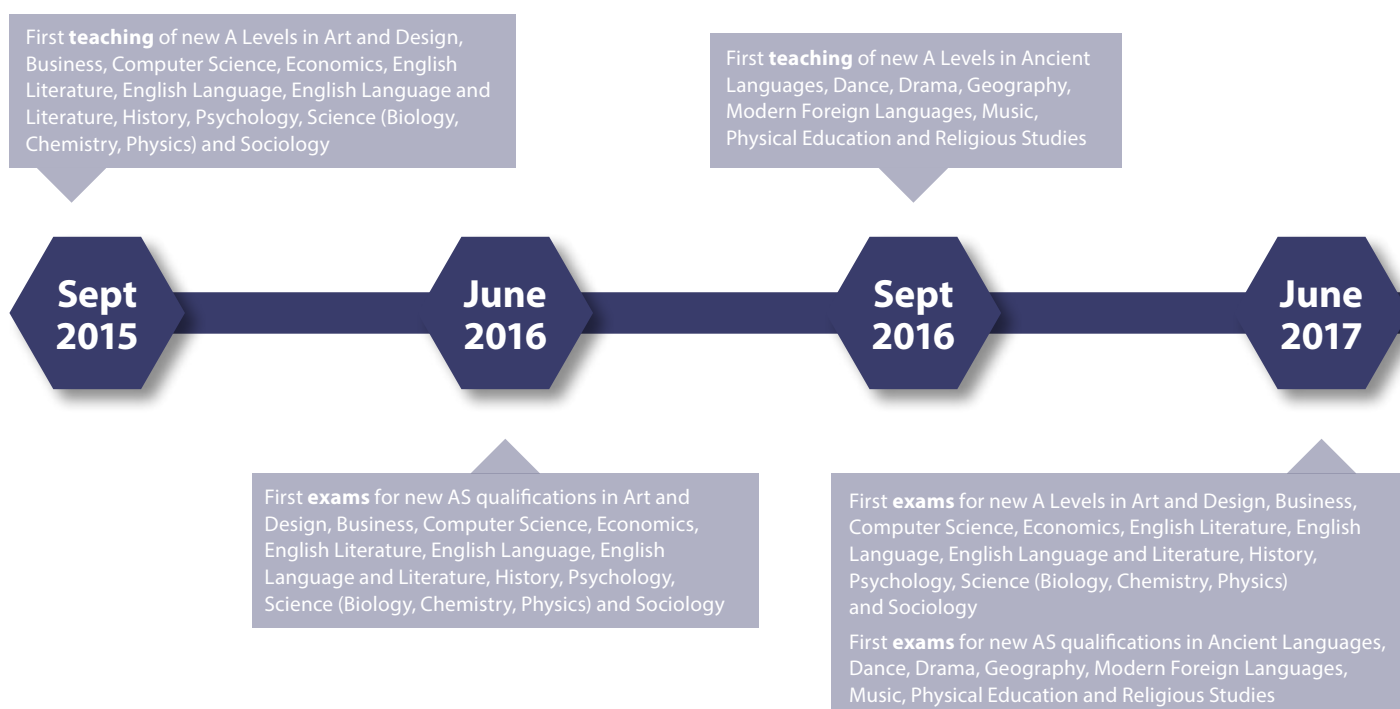 First teaching of new A Levels in Art and Design,
Business, Computer Science, Economics, English
Literature, English Language, English Language and
Literature, History, Psychology, Science (Biology,
Chemistry, Physics) and Sociology
First teaching of new A Levels in Ancient
Languages, Dance, Drama, Geography,
Modern Foreign Languages, Music,
Physical Education and Religious Studies
Sept
2015
June
2016
Sept
2016
June
2017
First exams for new AS qualifications in Art and
Design, Business, Computer Science, Economics,
English Literature, English Language, English
Language and Literature, History, Psychology,
Science (Biology, Chemistry, Physics) and Sociology
First exams for new A Levels in Art and Design, Business,
Computer Science, Economics, English Literature, English
Language, English Language and Literature, History,
Psychology, Science (Biology, Chemistry, Physics)
and Sociology
First exams for new AS qualifications in Ancient Languages,
Dance, Drama, Geography, Modern Foreign Languages,
Music, Physical Education and Religious Studies